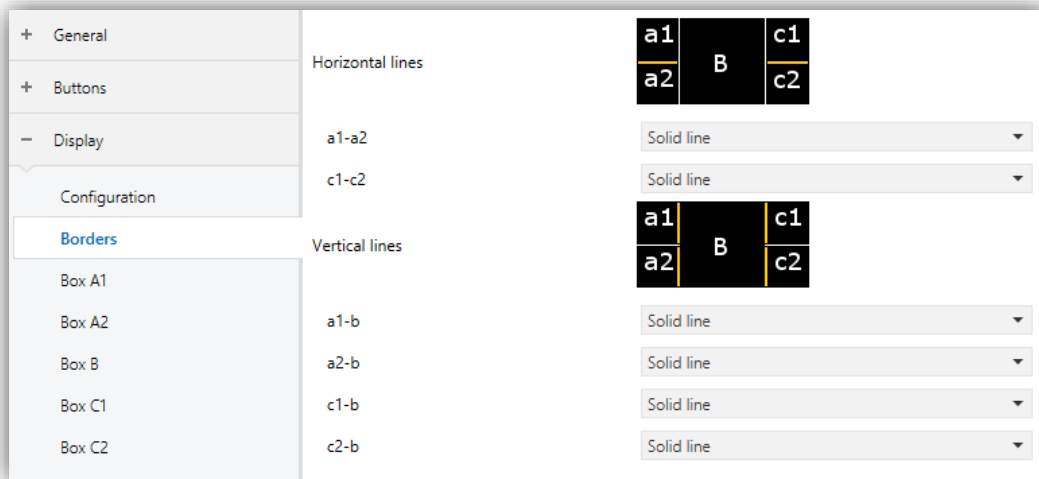 + General
+ Buttons
− Display
Configuration
Borders
Box A1
Box A2
Box B
Box C1
Box C2
Horizontal lines
a1 c1
B
a2 c2
a1-a2 Solid line
c1-c2 Solid line
Vertical lines
a1 c1
B
a2 c2
a1-b Solid line
a2-b Solid line
c1-b Solid line
c2-b Solid line